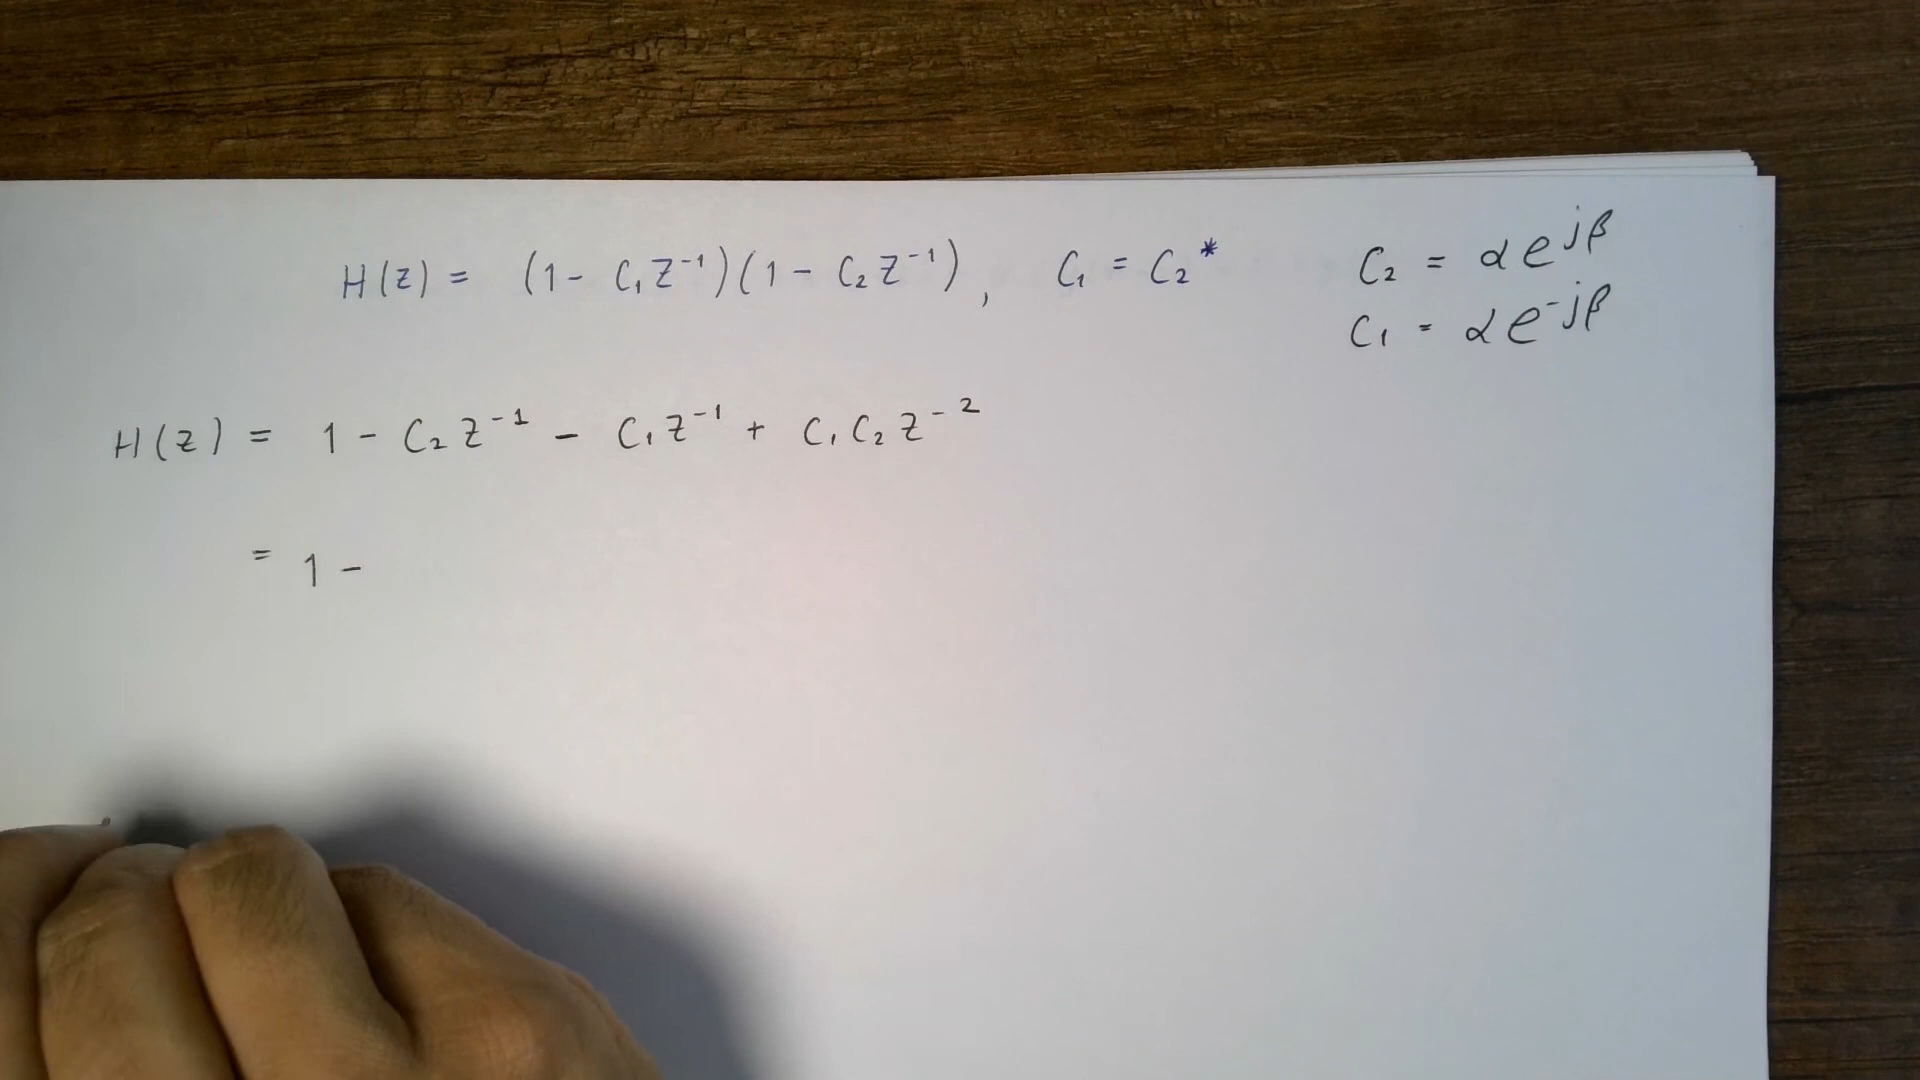 H(z) = (1 - C₁Z⁻¹)(1 - C₂Z⁻¹), C₁ = C₂*
C₂ = αe^{jβ}
C₁ = αe^{-jβ}
H(z) = 1 - C₂Z⁻¹ - C₁Z⁻¹ + C₁C₂Z⁻²
= 1 -